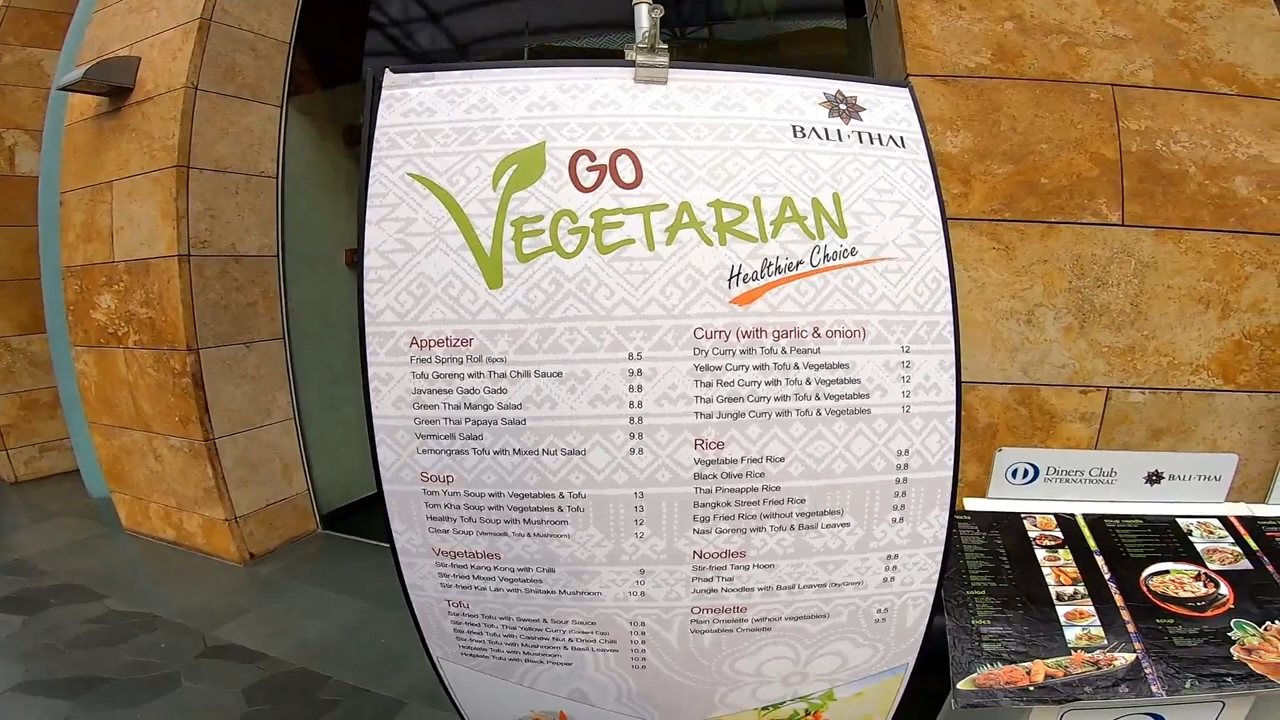 BALI·THAI
GO
VEGETARIAN
Healthier Choice
Appetizer
Fried Spring Roll (6pcs) 8.5
Tofu Goreng with Thai Chilli Sauce 9.8
Javanese Gado Gado 8.8
Green Thai Mango Salad 8.8
Green Thai Papaya Salad 8.8
Vermicelli Salad 9.8
Lemongrass Tofu with Mixed Nut Salad 9.8
Soup
Tom Yum Soup with Vegetables & Tofu 13
Tom Kha Soup with Vegetables & Tofu 13
Healthy Tofu Soup with Mushroom 12
Clear Soup (Vermicelli, Tofu & Mushroom) 12
Vegetables
Stir-fried Kang Kong with Chilli 9
Stir-fried Mixed Vegetables 10
Stir-fried Kai Lan with Shiitake Mushroom 10.8
Tofu
Stir-fried Tofu with Sweet & Sour Sauce 10.8
Stir-fried Tofu Thai Yellow Curry (Contient Egg) 10.8
Stir-fried Tofu with Cashew Nut & Dried Chilli 10.8
Stir-fried Tofu with Mushroom & Basil Leaves 10.8
Hotplate Tofu with Mushroom 10.8
Hotplate Tofu with Black Pepper 10.8
Curry (with garlic & onion)
Dry Curry with Tofu & Peanut 12
Yellow Curry with Tofu & Vegetables 12
Thai Red Curry with Tofu & Vegetables 12
Thai Green Curry with Tofu & Vegetables 12
Thai Jungle Curry with Tofu & Vegetables 12
Rice
Vegetable Fried Rice 9.8
Black Olive Rice 9.8
Thai Pineapple Rice 9.8
Bangkok Street Fried Rice 9.8
Egg Fried Rice (without vegetables) 9.8
Nasi Goreng with Tofu & Basil Leaves 9.8
Noodles
Stir-fried Tang Hoon 8.8
Phad Thai 9.8
Jungle Noodles with Basil Leaves (Dry/Gravy) 9.8
Omelette
Plain Omelette (without vegetables) 8.5
Vegetables Omelette 9.5
Diners Club
INTERNATIONAL
BALI·THAI
salad
sides
soup noodle
soup